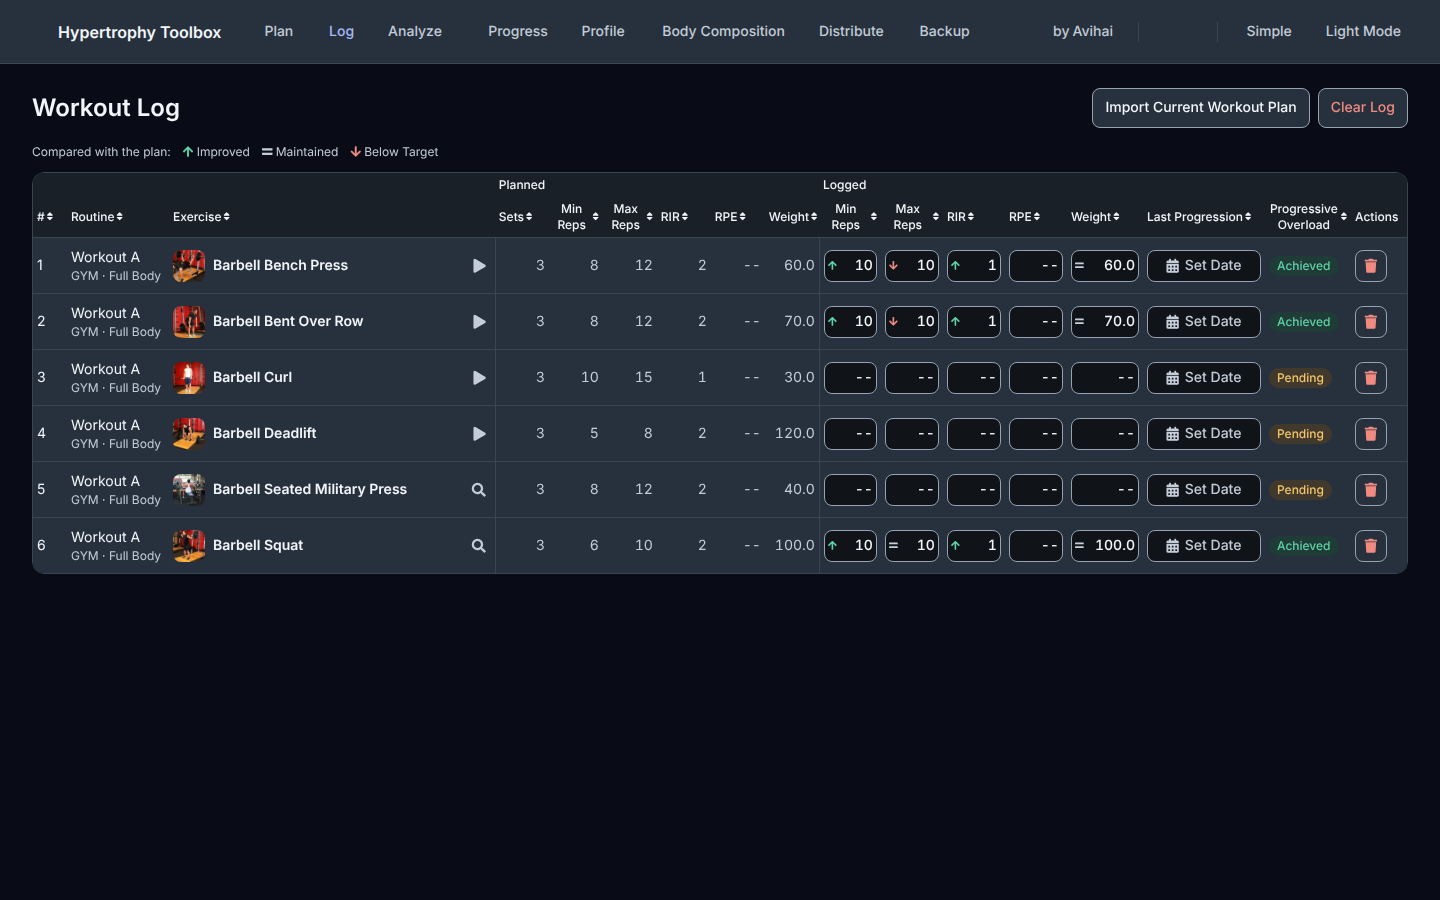 Hypertrophy Toolbox Plan Log Analyze Progress Profile Body Composition Distribute Backup by Avihai Simple Light Mode
Workout Log
Import Current Workout Plan Clear Log
Compared with the plan: Improved Maintained Below Target
Planned Logged
# Routine Exercise Sets Min Reps Max Reps RIR RPE Weight Min Reps Max Reps RIR RPE Weight Last Progression Progressive Overload Actions
1 Workout A Barbell Bench Press 3 8 12 2 -- 60.0 10 10 1 -- = 60.0 Set Date Achieved
GYM · Full Body
2 Workout A Barbell Bent Over Row 3 8 12 2 -- 70.0 10 10 1 -- = 70.0 Set Date Achieved
GYM · Full Body
3 Workout A Barbell Curl 3 10 15 1 -- 30.0 -- -- -- -- -- Set Date Pending
GYM · Full Body
4 Workout A Barbell Deadlift 3 5 8 2 -- 120.0 -- -- -- -- -- Set Date Pending
GYM · Full Body
5 Workout A Barbell Seated Military Press 3 8 12 2 -- 40.0 -- -- -- -- -- Set Date Pending
GYM · Full Body
6 Workout A Barbell Squat 3 6 10 2 -- 100.0 10 = 10 1 -- = 100.0 Set Date Achieved
GYM · Full Body